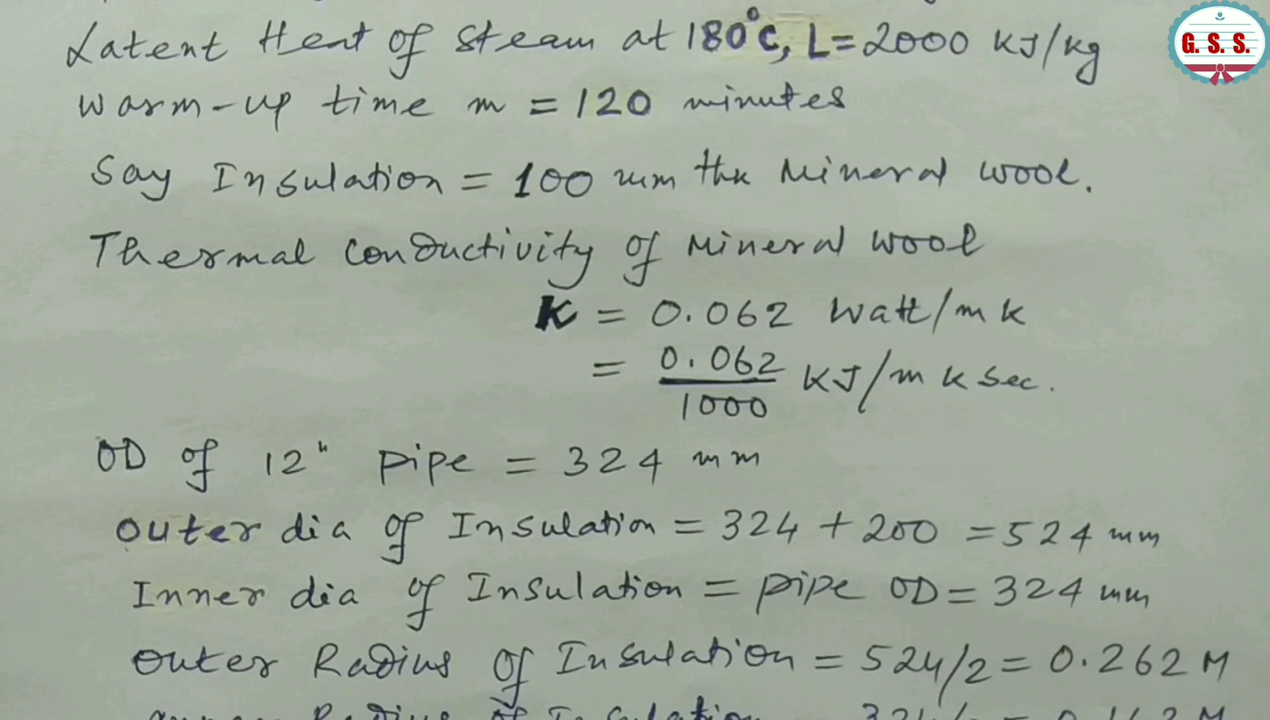 Latent Heat of Steam at 180°C, L=2000 KJ/kg
G. S. S.
Warm-up time m = 120 minutes
Say Insulation = 100 mm thk Mineral wool.
Thermal conductivity of Mineral wool
K = 0.062 Watt/m k
= 0.062/1000 KJ/m k Sec.
OD of 12" pipe = 324 mm
Outer dia of Insulation = 324 + 200 = 524 mm
Inner dia of Insulation = pipe OD = 324 mm
Outer Radius of Insulation = 524/2 = 0.262 M